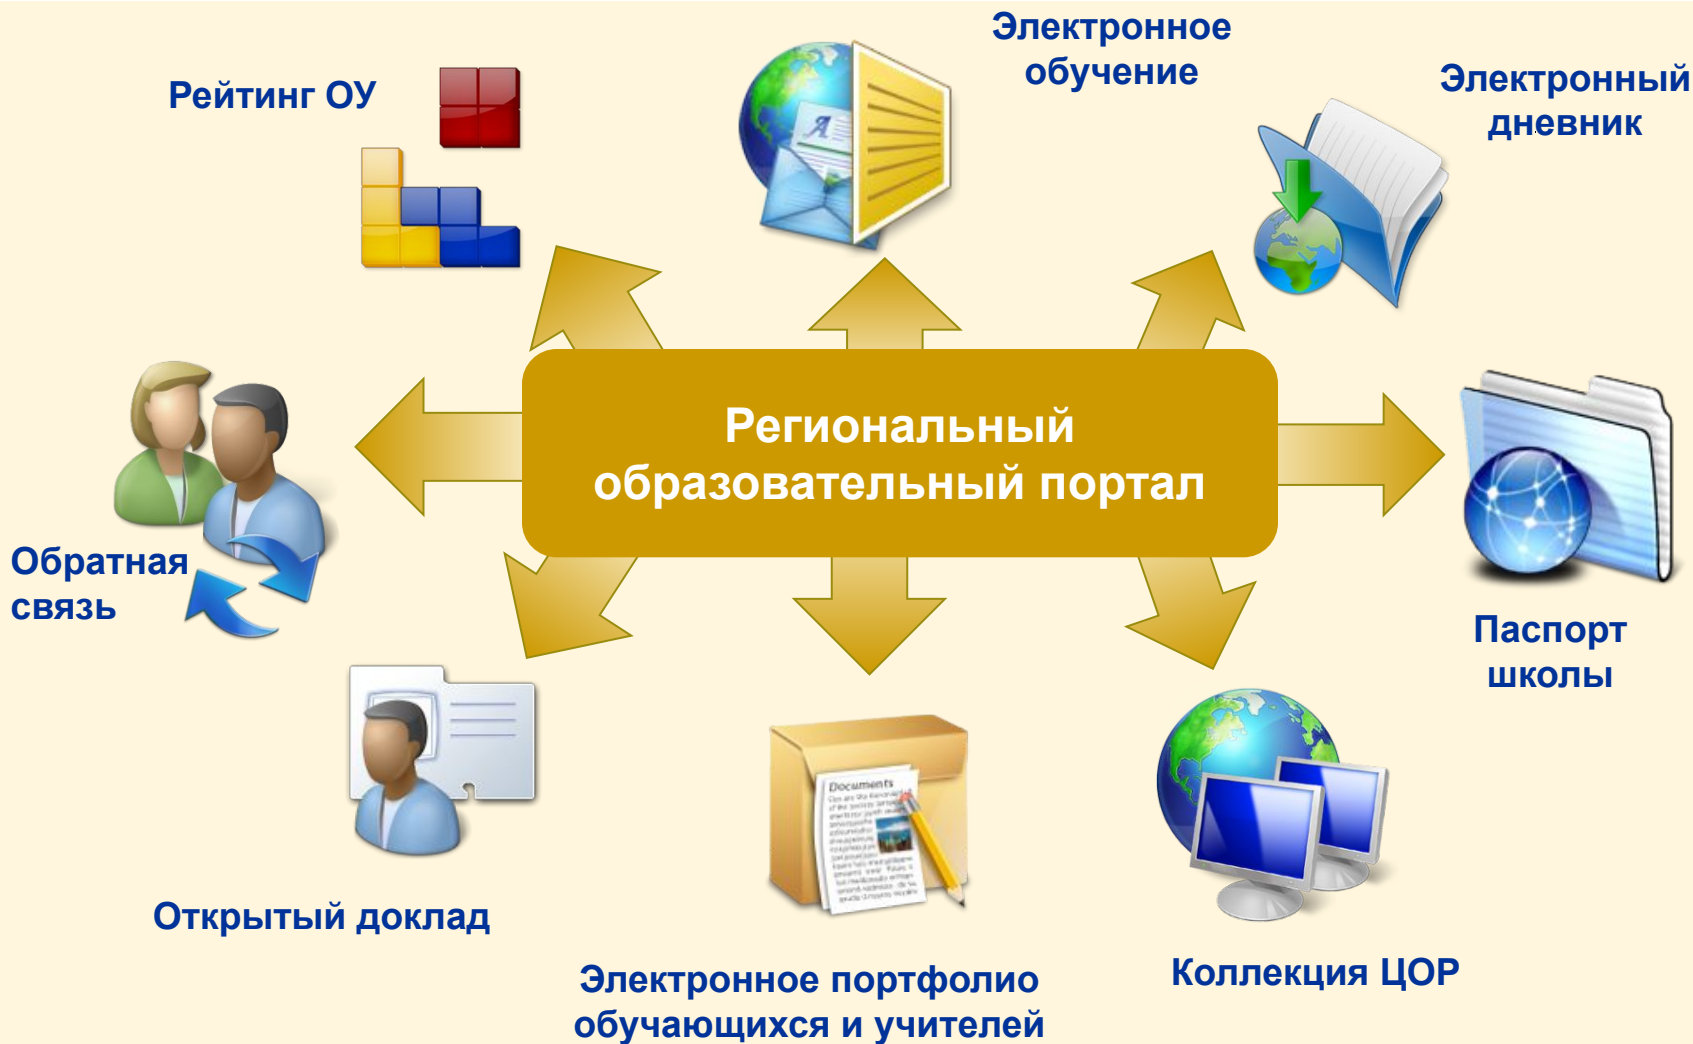 Электронное
обучение
Рейтинг ОУ
Электронный
дневник
Региональный
образовательный портал
Обратная
связь
Паспорт
школы
Documents
Открытый доклад
Коллекция ЦОР
Электронное портфолио
обучающихся и учителей